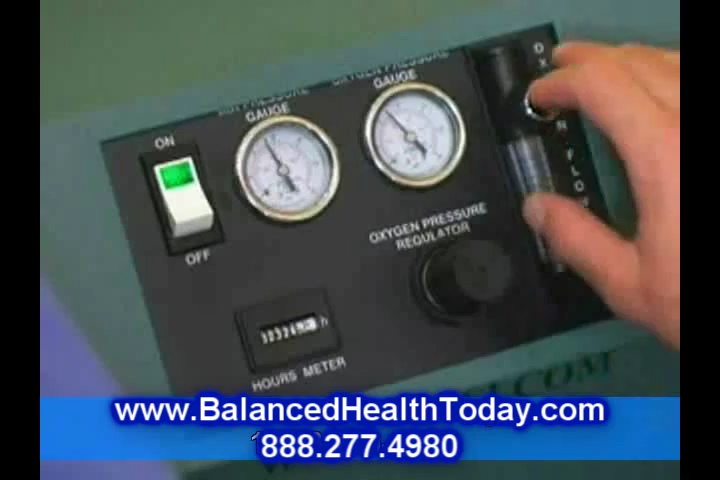 ON
AIR PRESSURE
GAUGE
OXYGEN PRESSURE
GAUGE
OFF
OXYGEN PRESSURE
REGULATOR
HOURS METER
www.BalancedHealthToday.com
888.277.4980